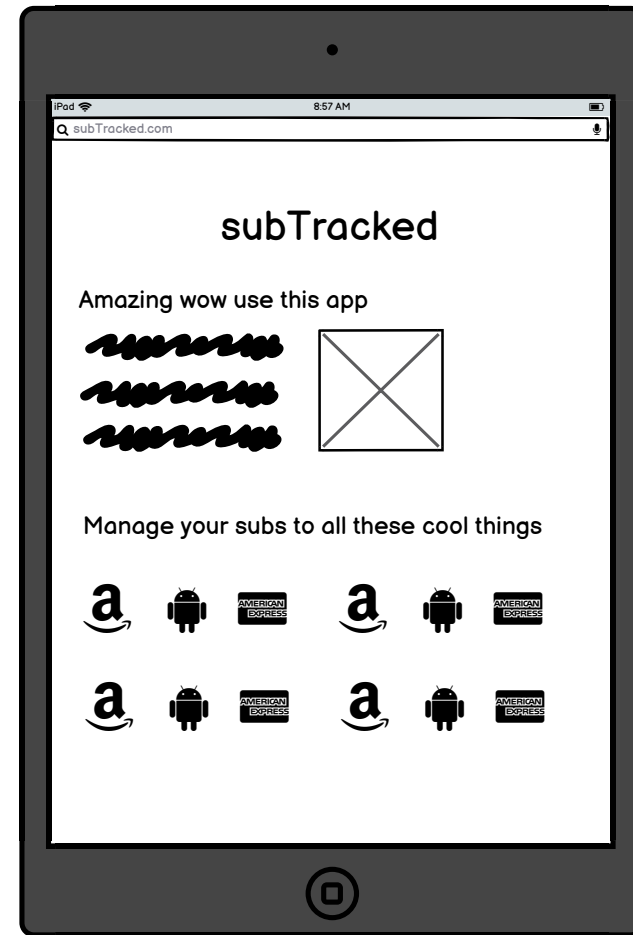 iPad 8:57 AM
subTracked.com
subTracked
Amazing wow use this app
Manage your subs to all these cool things
a AMERICAN EXPRESS a AMERICAN EXPRESS
a AMERICAN EXPRESS a AMERICAN EXPRESS